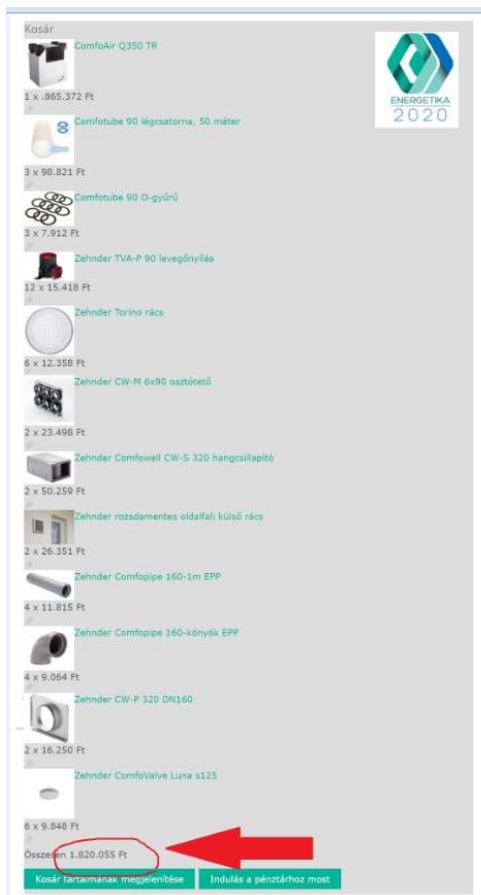 Kosár
ComfoAir Q350 TR
1 x .865.372 Ft
ENERGETIKA
2020
Comfotube 90 légcsatorna, 50 méter
3 x 98.821 Ft
Comfotube 90 O-gyűrű
3 x 7.912 Ft
Zehnder TVA-P 90 levegőnyílás
12 x 15.418 Ft
Zehnder Torino rács
6 x 12.358 Ft
Zehnder CW-M 6x90 osztótető
2 x 23.498 Ft
Zehnder Comfowell CW-S 320 hangcsillapító
2 x 50.259 Ft
Zehnder rozsdamentes oldalfali külső rács
2 x 26.351 Ft
Zehnder Comfopipe 160-1m EPP
4 x 11.815 Ft
Zehnder Comfopipe 160-könyök EPP
4 x 9.064 Ft
Zehnder CW-P 320 DN160
2 x 16.250 Ft
Zehnder ComfoValve Luna s125
6 x 9.848 Ft
Összesen 1.820.055 Ft
Kosár tartalmának megjelenítése
Indulás a pénztárhoz most